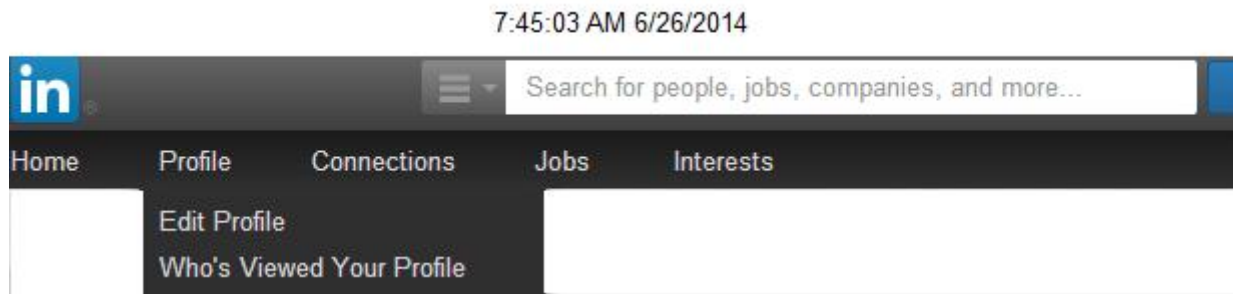 7:45:03 AM 6/26/2014
in®
Search for people, jobs, companies, and more...
Home Profile Connections Jobs Interests
Edit Profile
Who's Viewed Your Profile